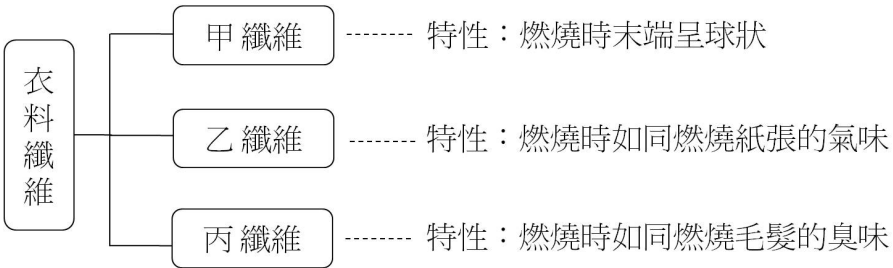 衣料纖維
甲纖維 特性：燃燒時末端呈球狀
乙纖維 特性：燃燒時如同燃燒紙張的氣味
丙纖維 特性：燃燒時如同燃燒毛髮的臭味